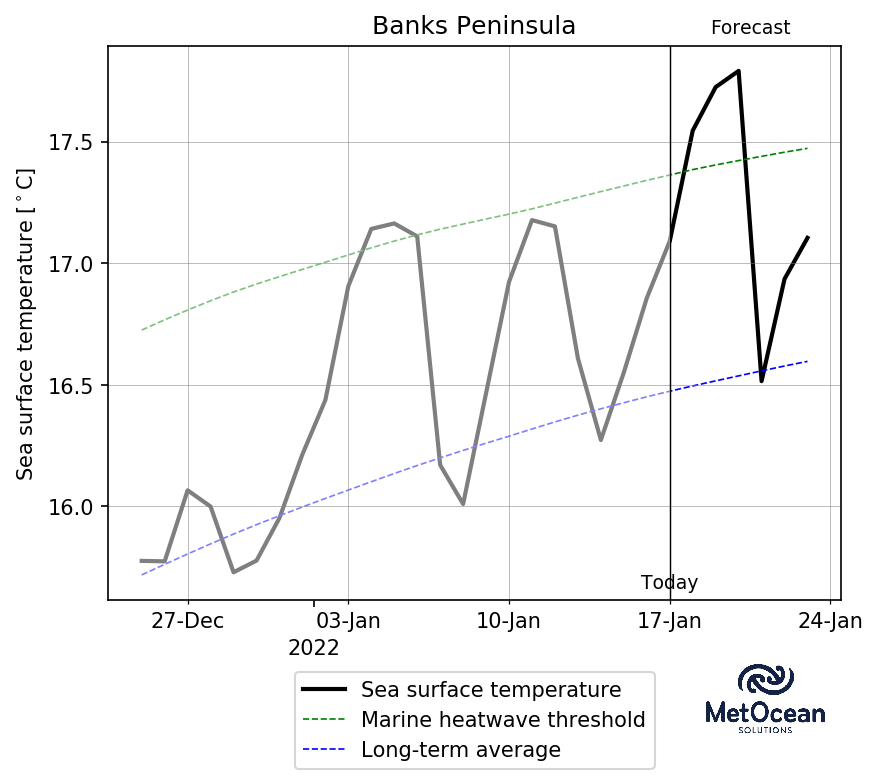 Banks Peninsula
Forecast
Sea surface temperature [°C]
17.5
17.0
16.5
16.0
Today
27-Dec
03-Jan
10-Jan
17-Jan
24-Jan
2022
Sea surface temperature
Marine heatwave threshold
Long-term average
MetOcean
SOLUTIONS